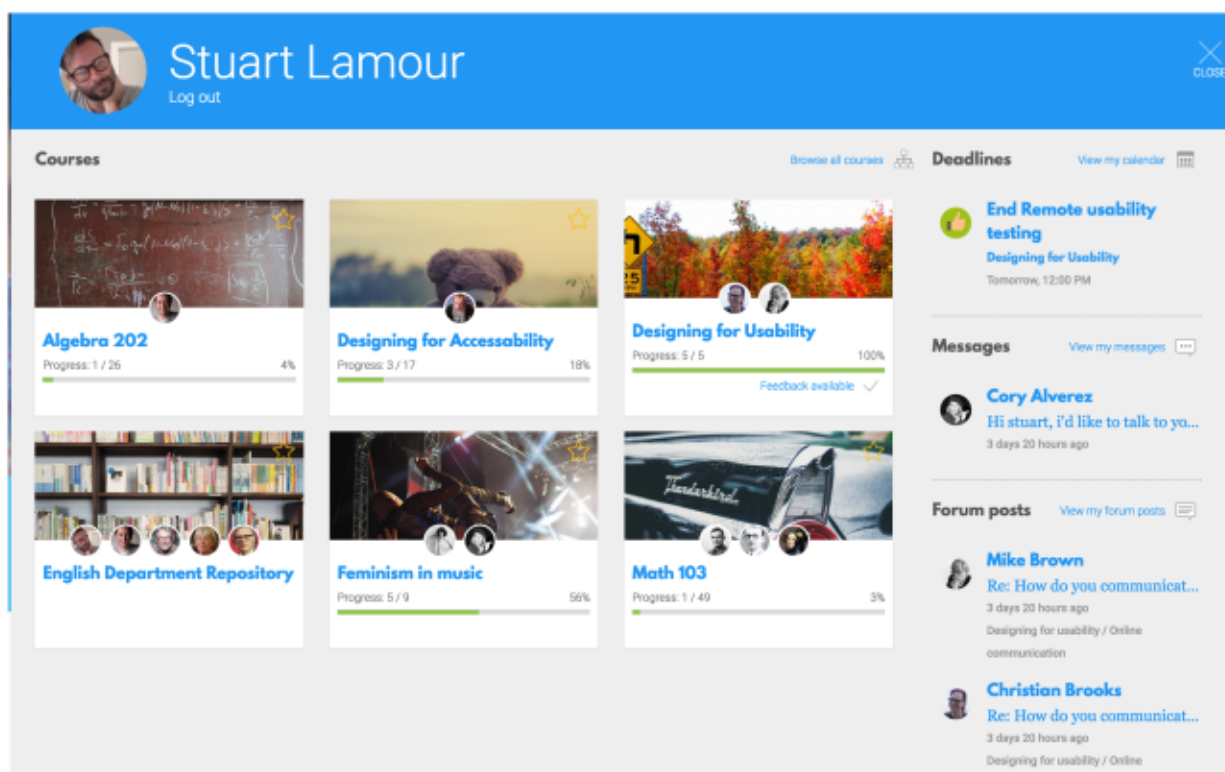 Stuart Lamour
Log out
CLOSE
Courses
Browse all courses
Algebra 202
Progress: 1 / 26
4%
Designing for Accessability
Progress: 3 / 17
18%
Designing for Usability
Progress: 5 / 5
100%
Feedback available
English Department Repository
Feminism in music
Progress: 5 / 9
56%
Thunderbird
Math 103
Progress: 1 / 49
3%
Deadlines
View my calendar
End Remote usability
testing
Designing for Usability
Tomorrow, 12:00 PM
Messages
View my messages
Cory Alverez
Hi stuart, i'd like to talk to yo...
3 days 20 hours ago
Forum posts
View my forum posts
Mike Brown
Re: How do you communicat...
3 days 20 hours ago
Designing for usability / Online
communication
Christian Brooks
Re: How do you communicat...
3 days 20 hours ago
Designing for usability / Online